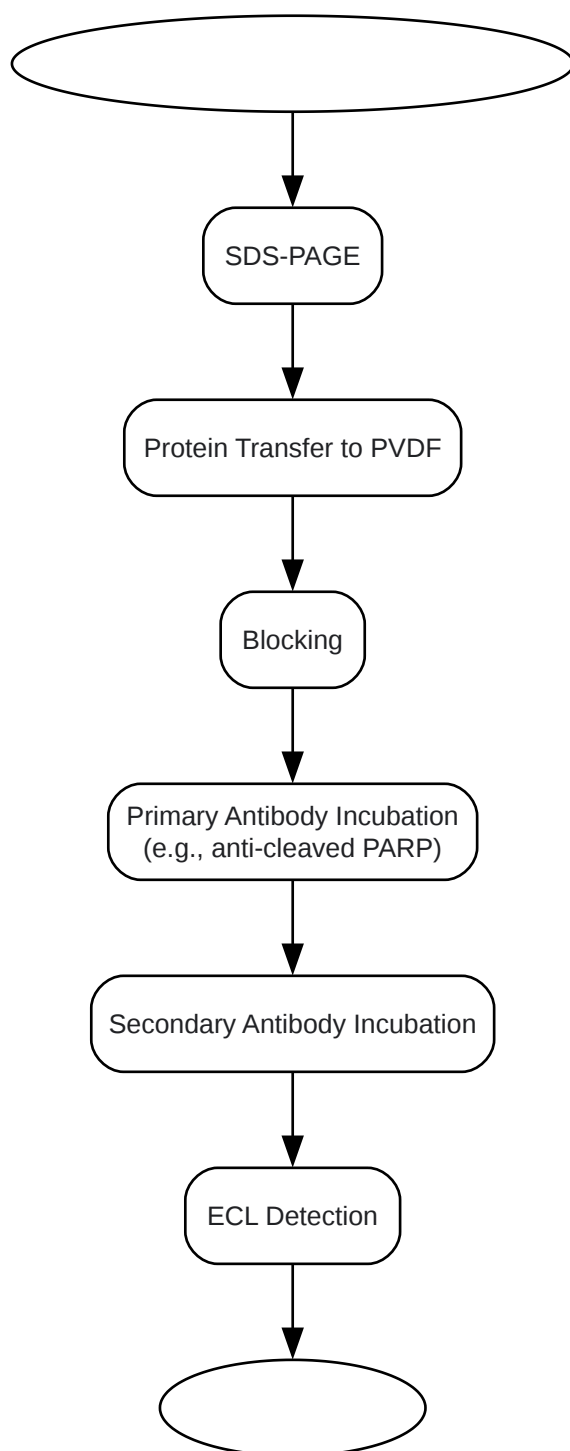 SDS-PAGE
Protein Transfer to PVDF
Blocking
Primary Antibody Incubation
(e.g., anti-cleaved PARP)
Secondary Antibody Incubation
ECL Detection